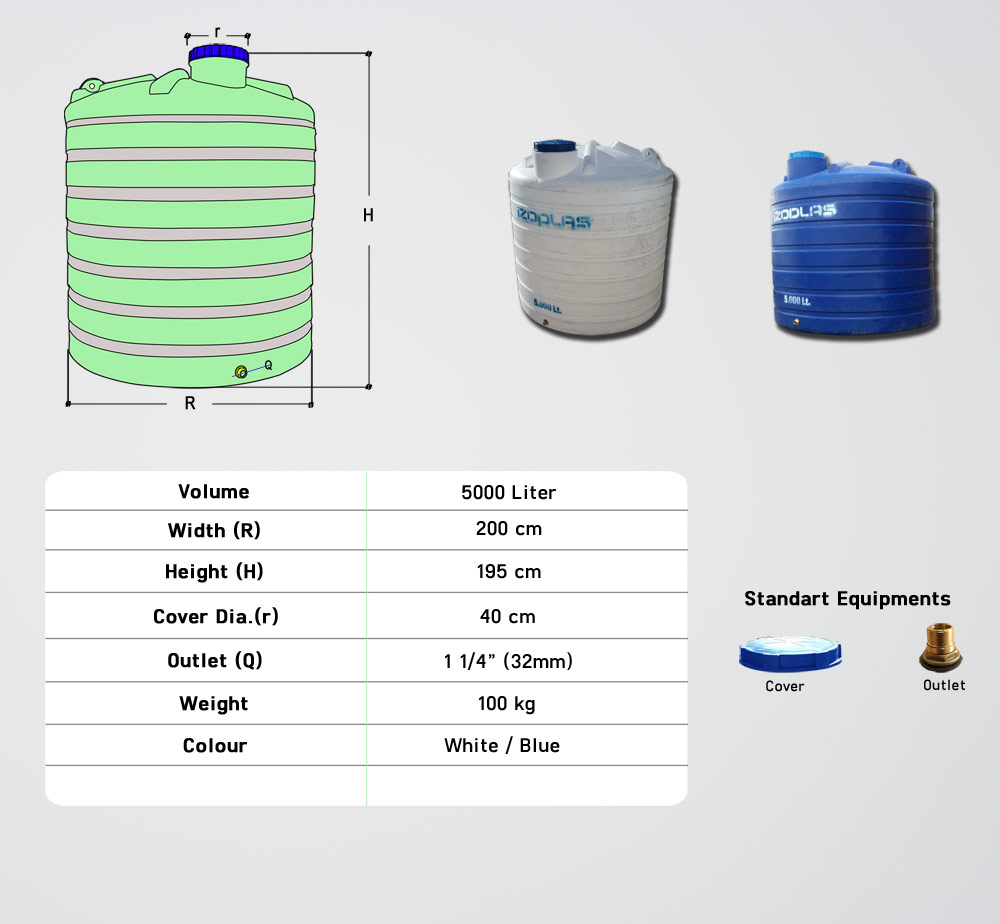 r
H
Q
R
iZOPLAS
5.000 Lt.
iZOPLAS
5.000 Lt.
Volume 5000 Liter
Width (R) 200 cm
Height (H) 195 cm
Cover Dia.(r) 40 cm
Outlet (Q) 1 1/4” (32mm)
Weight 100 kg
Colour White / Blue
Standart Equipments
Cover Outlet